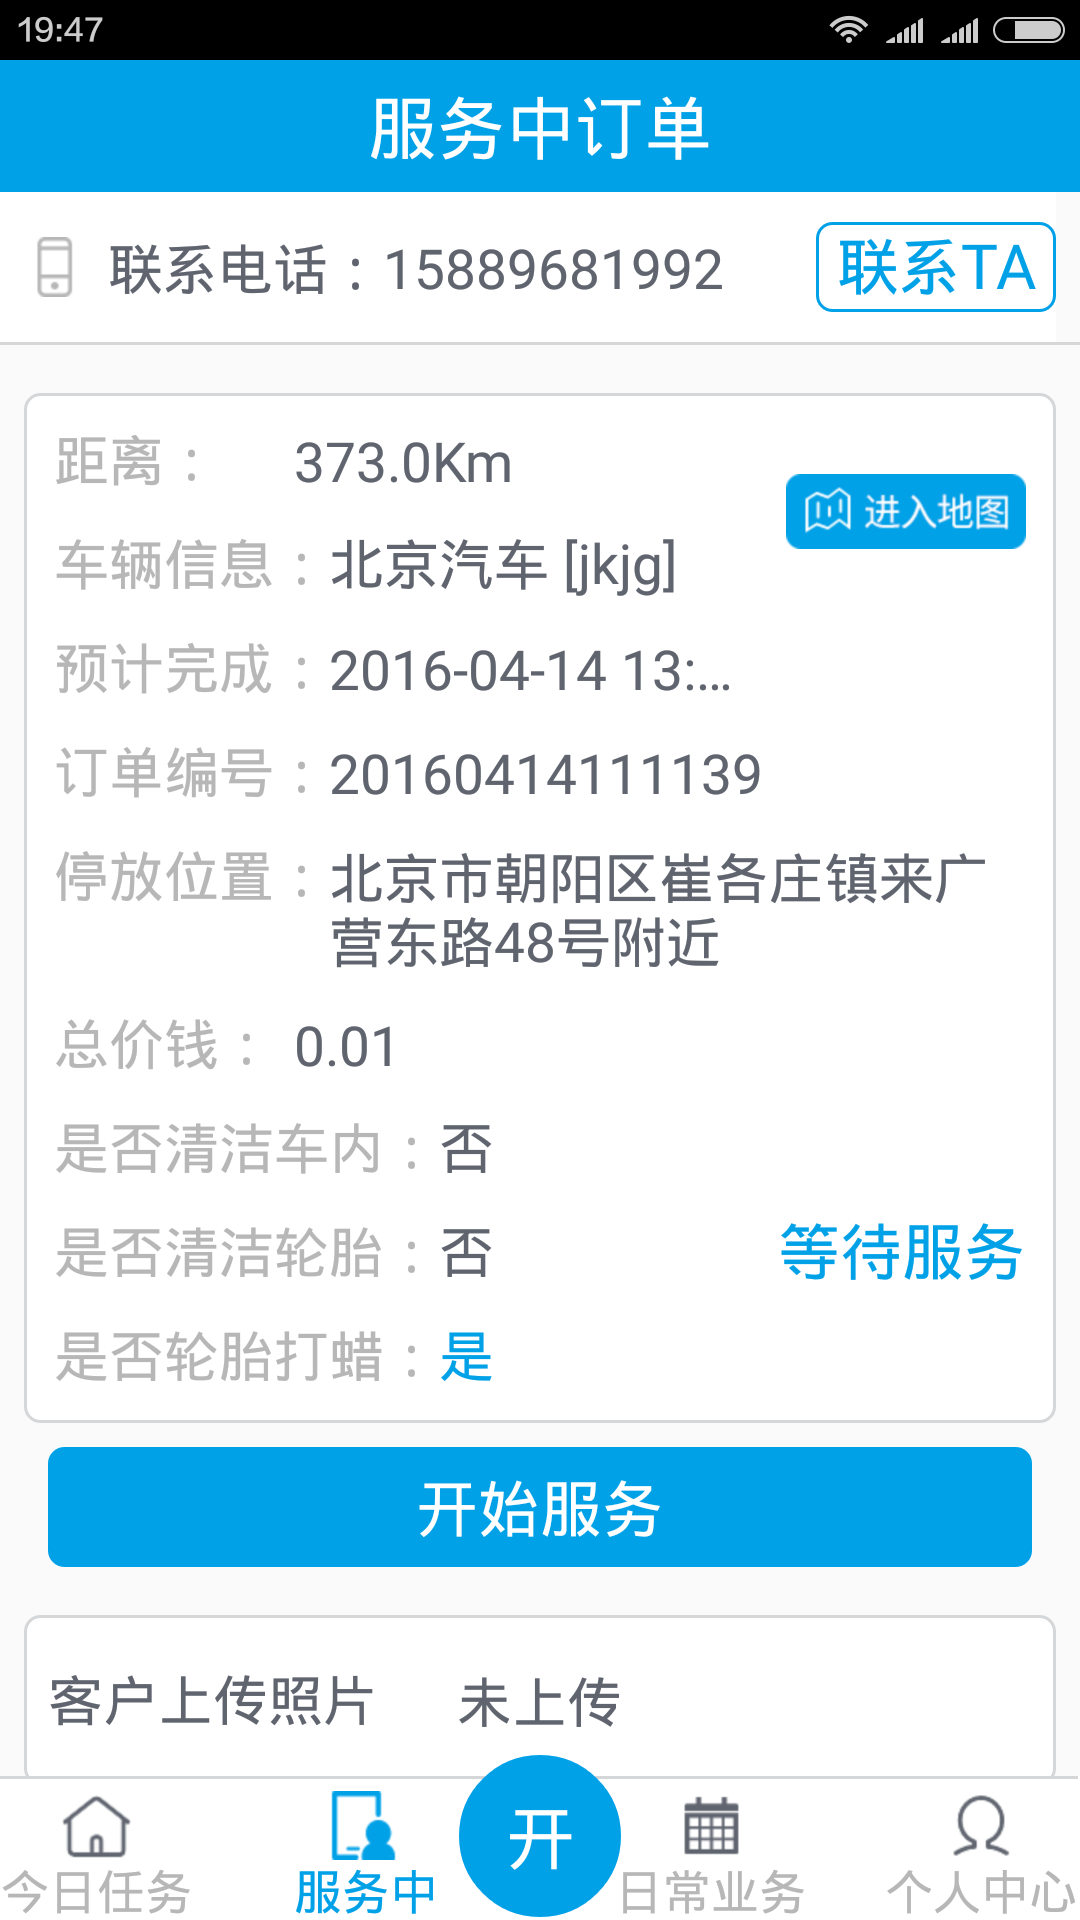 19:47
服务中订单
联系电话：15889681992
联系TA
距离： 373.0Km
进入地图
车辆信息：北京汽车 [jkjg]
预计完成：2016-04-14 13:...
订单编号：20160414111139
停放位置：北京市朝阳区崔各庄镇来广
营东路48号附近
总价钱： 0.01
是否清洁车内：否
是否清洁轮胎：否
等待服务
是否轮胎打蜡：是
开始服务
客户上传照片 未上传
今日任务
服务中
开
日常业务
个人中心